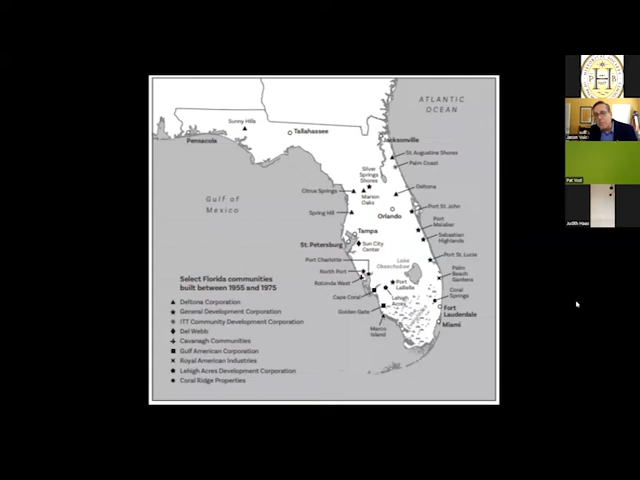 ATLANTIC
OCEAN
Sunny Hills
Tallahassee
Pensacola
Jacksonville
St. Augustine Shores
Palm Coast
Silver
Springs
Shores
Citrus Springs
Marion
Oaks
Deltona
Gulf of
Mexico
Spring Hill
Orlando
Port St. John
Port
Malabar
Tampa
Sebastian
Highlands
St. Petersburg
Sun City
Center
Port Charlotte
Lake
Okeechobee
Port St. Lucie
North Port
Palm
Beach
Gardens
Rotonda West
Port
LaBelle
Cape Coral
Lehigh
Acres
Coral
Springs
Golden Gate
Fort
Lauderdale
Marco
Island
Miami
Select Florida communities
built between 1955 and 1975
Deltona Corporation
General Development Corporation
ITT Community Development Corporation
Del Webb
Cavanagh Communities
Gulf American Corporation
Royal American Industries
Lehigh Acres Development Corporation
Coral Ridge Properties
H
P
B
Pat Yost
Judith Haas